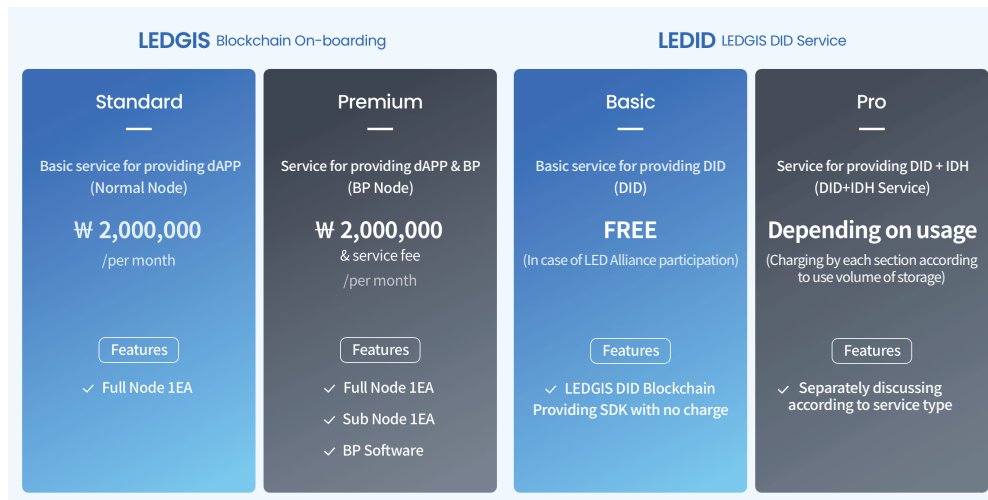 LEDGIS Blockchain On-boarding
Standard
Basic service for providing dAPP
(Normal Node)
₩ 2,000,000
/per month
Features
✓ Full Node 1EA
Premium
Service for providing dAPP & BP
(BP Node)
₩ 2,000,000
& service fee
/per month
Features
✓ Full Node 1EA
✓ Sub Node 1EA
✓ BP Software
LEDID LEDGIS DID Service
Basic
Basic service for providing DID
(DID)
FREE
(In case of LED Alliance participation)
Features
✓ LEDGIS DID Blockchain
Providing SDK with no charge
Pro
Service for providing DID + IDH
(DID+IDH Service)
Depending on usage
(Charging by each section according
to use volume of storage)
Features
✓ Separately discussing
according to service type